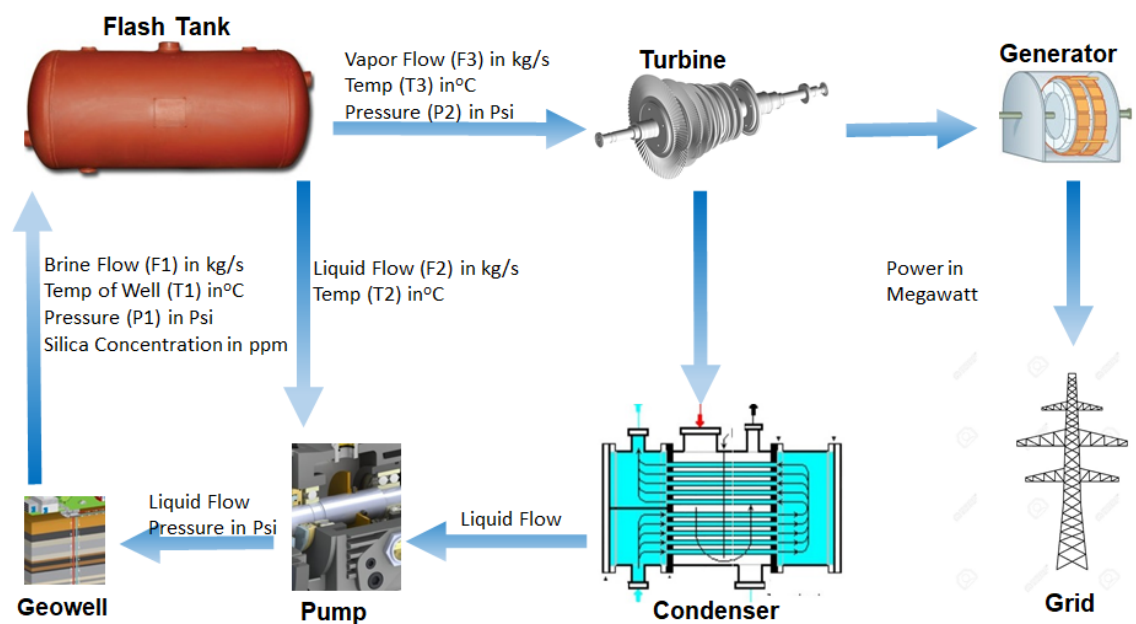 Flash Tank
Vapor Flow (F3) in kg/s
Temp (T3) in°C
Pressure (P2) in Psi
Turbine
Generator
Brine Flow (F1) in kg/s
Temp of Well (T1) in°C
Pressure (P1) in Psi
Silica Concentration in ppm
Liquid Flow (F2) in kg/s
Temp (T2) in°C
Power in
Megawatt
Liquid Flow
Pressure in Psi
Liquid Flow
Geowell
Pump
Condenser
Grid